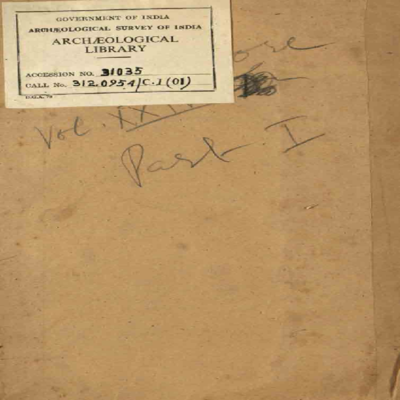 GOVERNMENT OF INDIA
ARCHÆOLOGICAL SURVEY OF INDIA
ARCHÆOLOGICAL
LIBRARY
ACCESSION NO. 31035
CALL No. 312.0954/C.I(01)
Vol.
Part I